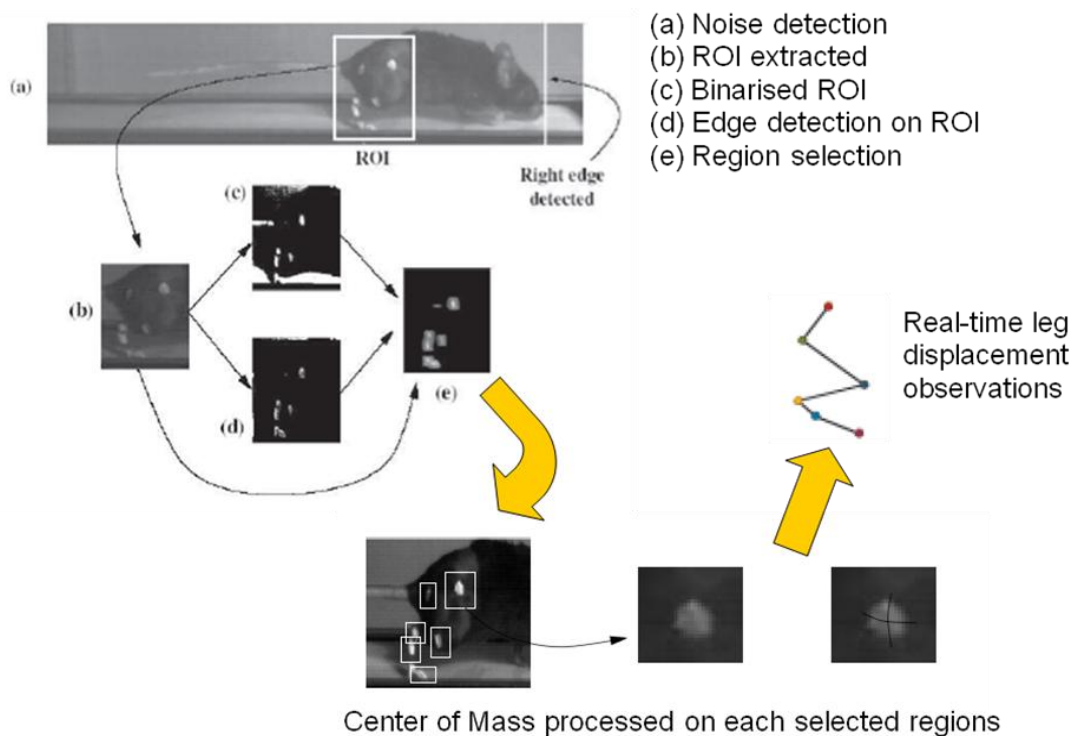 (a) Noise detection
(b) ROI extracted
(c) Binarised ROI
(d) Edge detection on ROI
(e) Region selection
(a)
ROI
Right edge
detected
(c)
(b)
(d)
(e)
Real-time leg
displacement
observations
Center of Mass processed on each selected regions